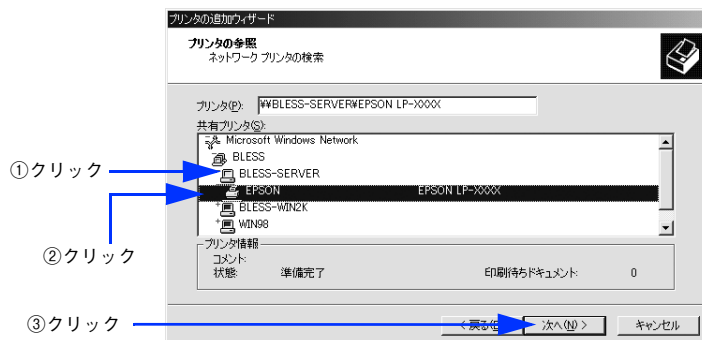 プリンタの追加ウィザード
プリンタの参照
ネットワーク プリンタの検索
プリンタ(P): ¥¥BLESS-SERVER¥EPSON LP-XXXX
共有プリンタ(S):
Microsoft Windows Network
BLESS
①クリック
BLESS-SERVER
EPSON EPSON LP-XXXX
BLESS-WIN2K
WIN98
②クリック
プリンタ情報
コメント:
状態: 準備完了 印刷待ちドキュメント: 0
③クリック
< 戻る(B) 次へ(N) > キャンセル